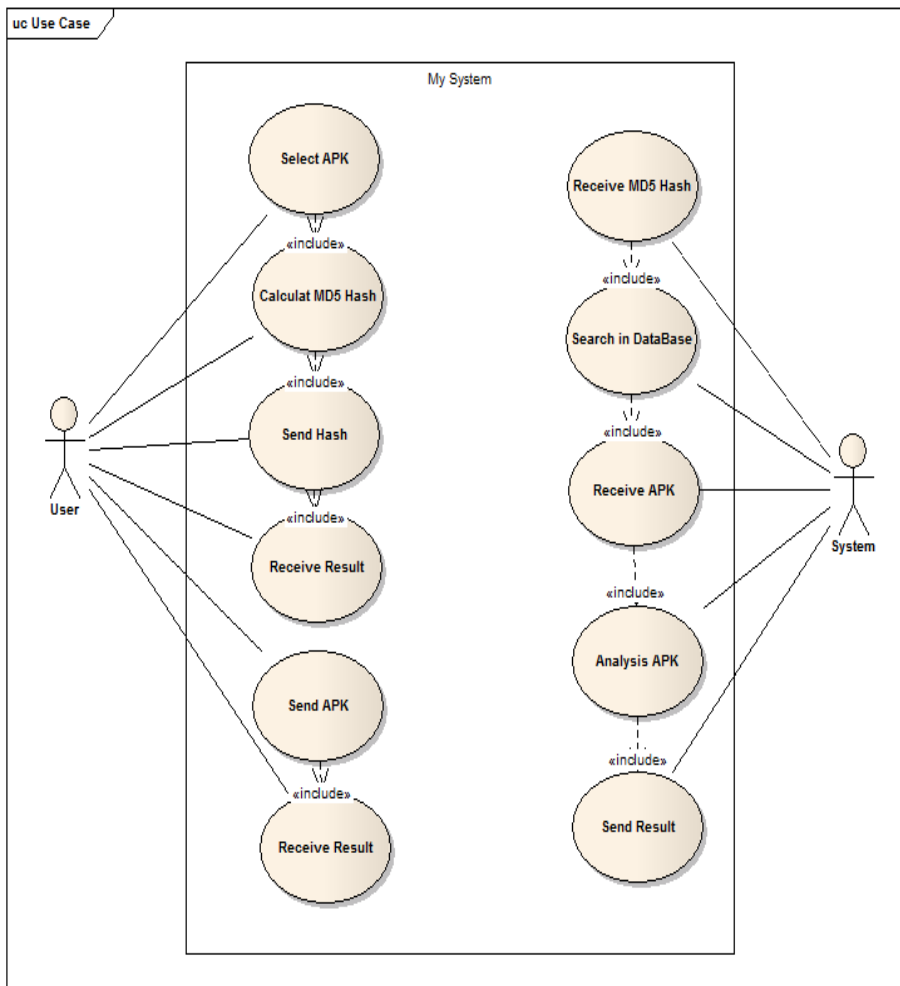 uc Use Case
My System
Select APK
«include»
Calculat MD5 Hash
«include»
Send Hash
«include»
Receive Result
Send APK
«include»
Receive Result
User
Receive MD5 Hash
«include»
Search in DataBase
«include»
Receive APK
«include»
Analysis APK
«include»
Send Result
System